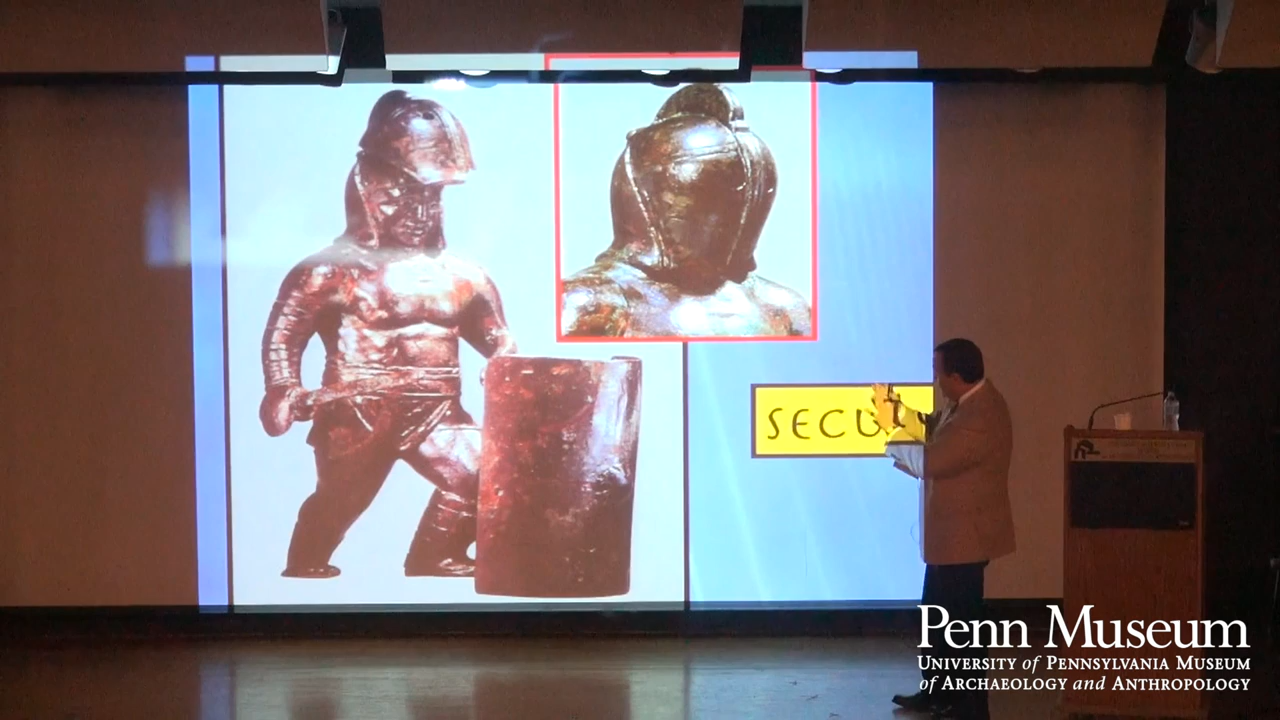 SECU
Penn Museum
UNIVERSITY of PENNSYLVANIA MUSEUM
of ARCHAEOLOGY and ANTHROPOLOGY